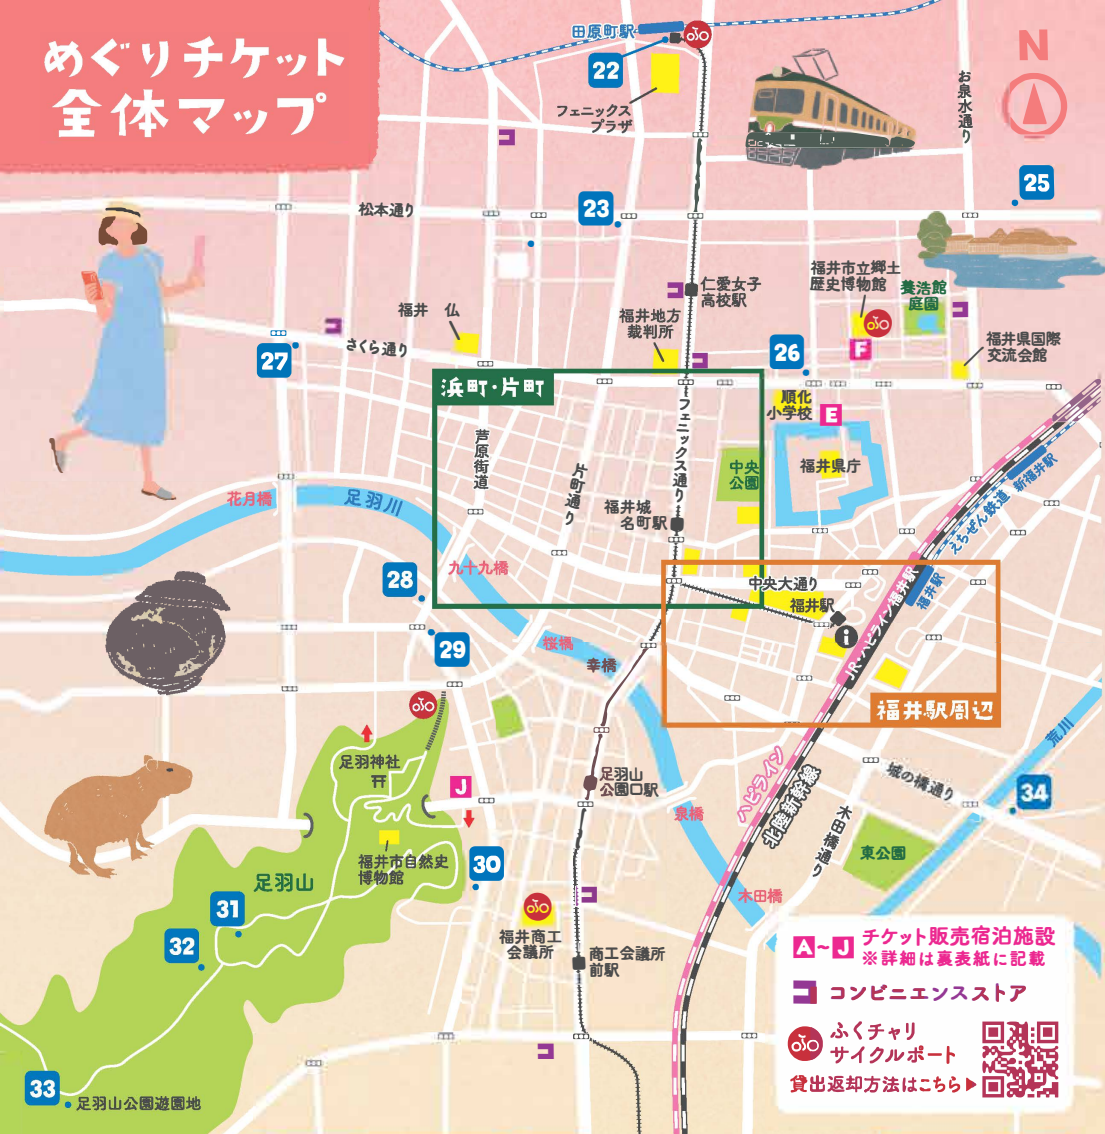 めぐりチケット
全体マップ
田原町駅
22
フェニックス
プラザ
お泉水通り
N
25
松本通り
23
仁愛女子
高校駅
福井市立郷土
歴史博物館
養浩館
庭園
福井　仏
福井地方
裁判所
さくら通り
27
26
F
福井県国際
交流会館
浜町・片町
順化
小学校
E
フェニックス通り
芦原街道
片町通り
中央
公園
福井県庁
福井城
名町駅
花月橋
足羽川
九十九橋
新福井駅
えちぜん鉄道
福井駅
中央大通り
福井駅
JR・ハピライン福井駅
28
29
桜橋
幸橋
福井駅周辺
荒川
足羽神社
J
足羽山
公園口駅
ハピライン
北陸新幹線
城の橋通り
34
木田橋通り
泉橋
東公園
福井市自然史
博物館
足羽山
30
31
32
木田橋
福井商工
会議所
商工会議所
前駅
A～J チケット販売宿泊施設
※詳細は裏表紙に記載
コンビニエンスストア
ふくチャリ
サイクルポート
貸出返却方法はこちら▶
33
足羽山公園遊園地